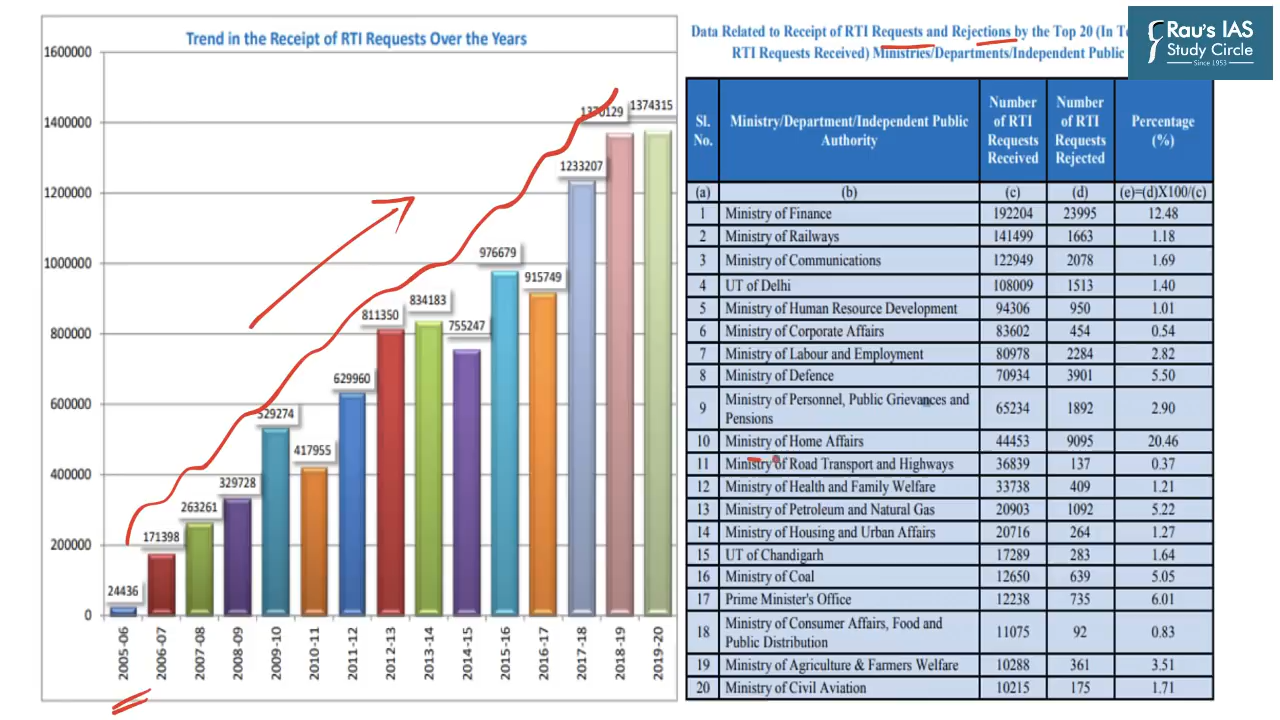 Trend in the Receipt of RTI Requests Over the Years
1600000
1400000
1200000
1000000
800000
600000
400000
200000
0
24436
171398
263261
329728
529274
417955
629960
811350
834183
755247
976679
915749
1233207
1370129
1374315
2005-06
2006-07
2007-08
2008-09
2009-10
2010-11
2011-12
2012-13
2013-14
2014-15
2015-16
2016-17
2017-18
2018-19
2019-20
Data Related to Receipt of RTI Requests and Rejections by the Top 20 (In
RTI Requests Received) Ministries/Departments/Independent Public
Rau's IAS
Study Circle
Since 1953
Sl. No. Ministry/Department/Independent Public Authority Number of RTI Requests Received Number of RTI Requests Rejected Percentage (%)
(a) (b) (c) (d) (e)=(d)X100/(c)
1 Ministry of Finance 192204 23995 12.48
2 Ministry of Railways 141499 1663 1.18
3 Ministry of Communications 122949 2078 1.69
4 UT of Delhi 108009 1513 1.40
5 Ministry of Human Resource Development 94306 950 1.01
6 Ministry of Corporate Affairs 83602 454 0.54
7 Ministry of Labour and Employment 80978 2284 2.82
8 Ministry of Defence 70934 3901 5.50
9 Ministry of Personnel, Public Grievances and Pensions 65234 1892 2.90
10 Ministry of Home Affairs 44453 9095 20.46
11 Ministry of Road Transport and Highways 36839 137 0.37
12 Ministry of Health and Family Welfare 33738 409 1.21
13 Ministry of Petroleum and Natural Gas 20903 1092 5.22
14 Ministry of Housing and Urban Affairs 20716 264 1.27
15 UT of Chandigarh 17289 283 1.64
16 Ministry of Coal 12650 639 5.05
17 Prime Minister's Office 12238 735 6.01
18 Ministry of Consumer Affairs, Food and Public Distribution 11075 92 0.83
19 Ministry of Agriculture & Farmers Welfare 10288 361 3.51
20 Ministry of Civil Aviation 10215 175 1.71